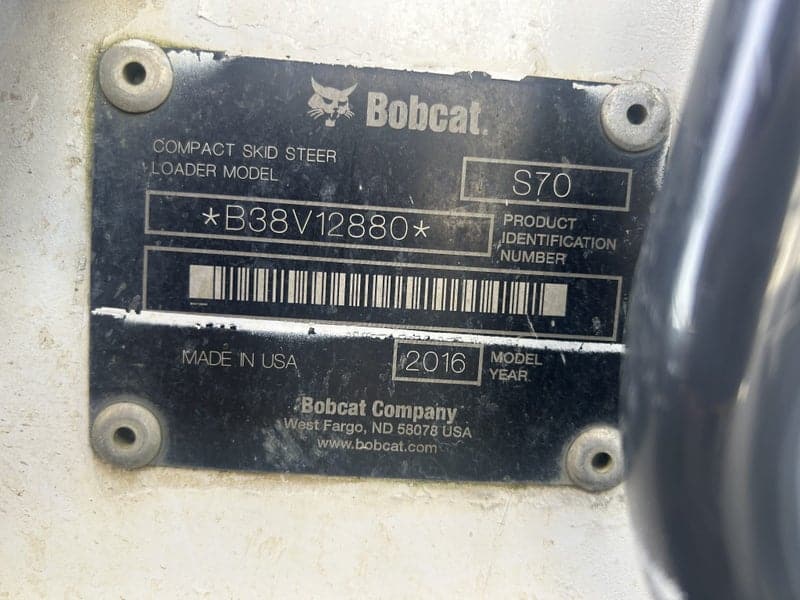 Bobcat.
COMPACT SKID STEER
LOADER MODEL
S70
*B38V12880*
PRODUCT
IDENTIFICATION
NUMBER
MADE IN USA
2016
MODEL
YEAR
Bobcat Company
West Fargo, ND 58078 USA
www.bobcat.com